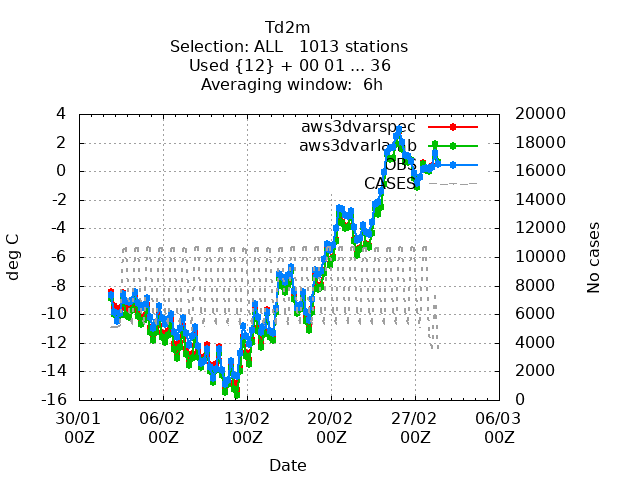 Td2m
Selection: ALL 1013 stations
Used {12} + 00 01 ... 36
Averaging window: 6h
4
2
0
-2
-4
-6
-8
-10
-12
-14
-16
20000
18000
16000
14000
12000
10000
8000
6000
4000
2000
0
aws3dvarspec
OBS
CASES
deg C
No cases
30/01 06/02 13/02 20/02 27/02 06/03
00Z 00Z 00Z 00Z 00Z 00Z
Date